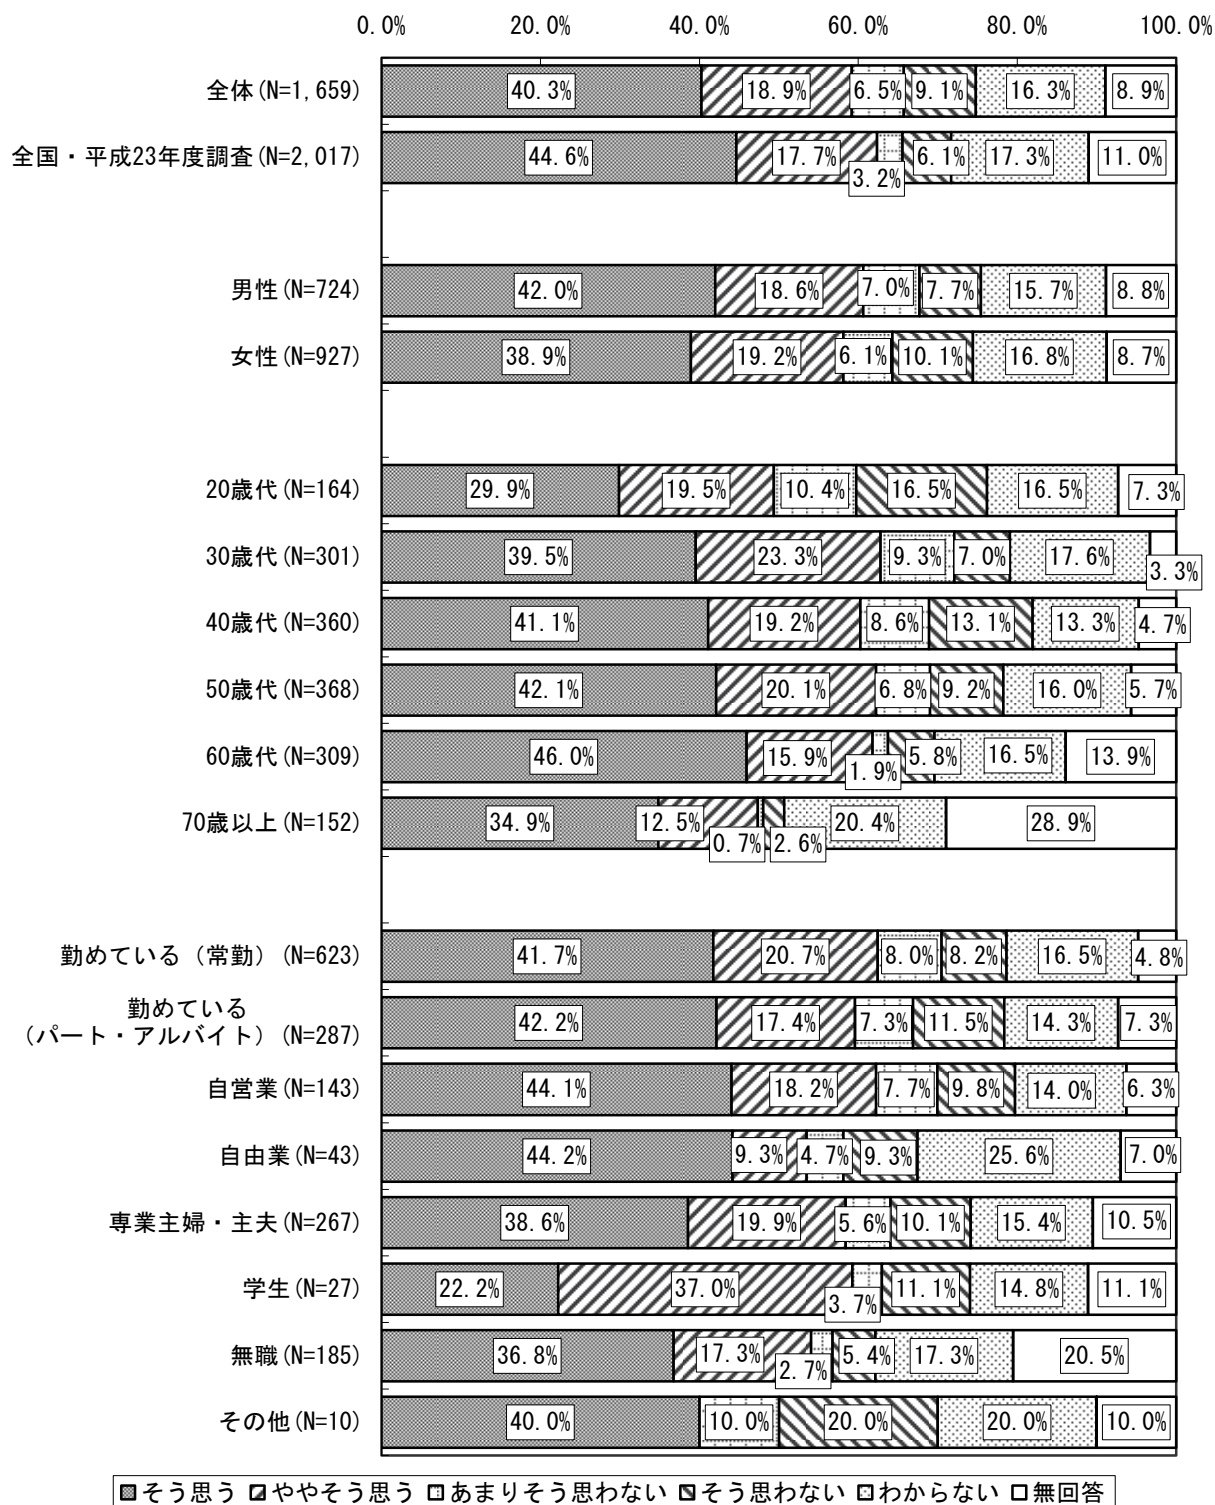 0.0% 20.0% 40.0% 60.0% 80.0% 100.0%
全体(N=1,659) 40.3% 18.9% 6.5% 9.1% 16.3% 8.9%
全国・平成23年度調査(N=2,017) 44.6% 17.7% 3.2% 6.1% 17.3% 11.0%
男性(N=724) 42.0% 18.6% 7.0% 7.7% 15.7% 8.8%
女性(N=927) 38.9% 19.2% 6.1% 10.1% 16.8% 8.7%
20歳代(N=164) 29.9% 19.5% 10.4% 16.5% 16.5% 7.3%
30歳代(N=301) 39.5% 23.3% 9.3% 7.0% 17.6% 3.3%
40歳代(N=360) 41.1% 19.2% 8.6% 13.1% 13.3% 4.7%
50歳代(N=368) 42.1% 20.1% 6.8% 9.2% 16.0% 5.7%
60歳代(N=309) 46.0% 15.9% 1.9% 5.8% 16.5% 13.9%
70歳以上(N=152) 34.9% 12.5% 0.7% 2.6% 20.4% 28.9%
勤めている（常勤）(N=623) 41.7% 20.7% 8.0% 8.2% 16.5% 4.8%
勤めている
（パート・アルバイト）(N=287) 42.2% 17.4% 7.3% 11.5% 14.3% 7.3%
自営業(N=143) 44.1% 18.2% 7.7% 9.8% 14.0% 6.3%
自由業(N=43) 44.2% 9.3% 4.7% 9.3% 25.6% 7.0%
専業主婦・主夫(N=267) 38.6% 19.9% 5.6% 10.1% 15.4% 10.5%
学生(N=27) 22.2% 37.0% 3.7% 11.1% 14.8% 11.1%
無職(N=185) 36.8% 17.3% 2.7% 5.4% 17.3% 20.5%
その他(N=10) 40.0% 10.0% 20.0% 20.0% 10.0%
そう思う ややそう思う あまりそう思わない そう思わない わからない 無回答